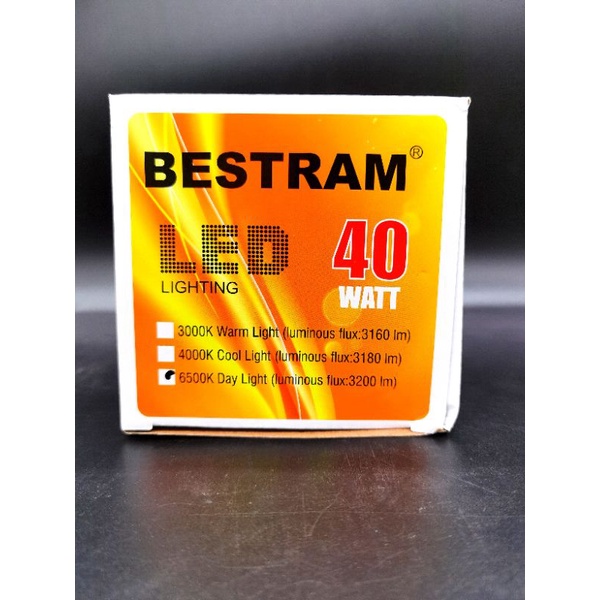 BESTRAM®
LED
40
LIGHTING
WATT
3000K Warm Light (luminous flux:3160 lm)
4000K Cool Light (luminous flux:3180 lm)
6500K Day Light (luminous flux:3200 lm)